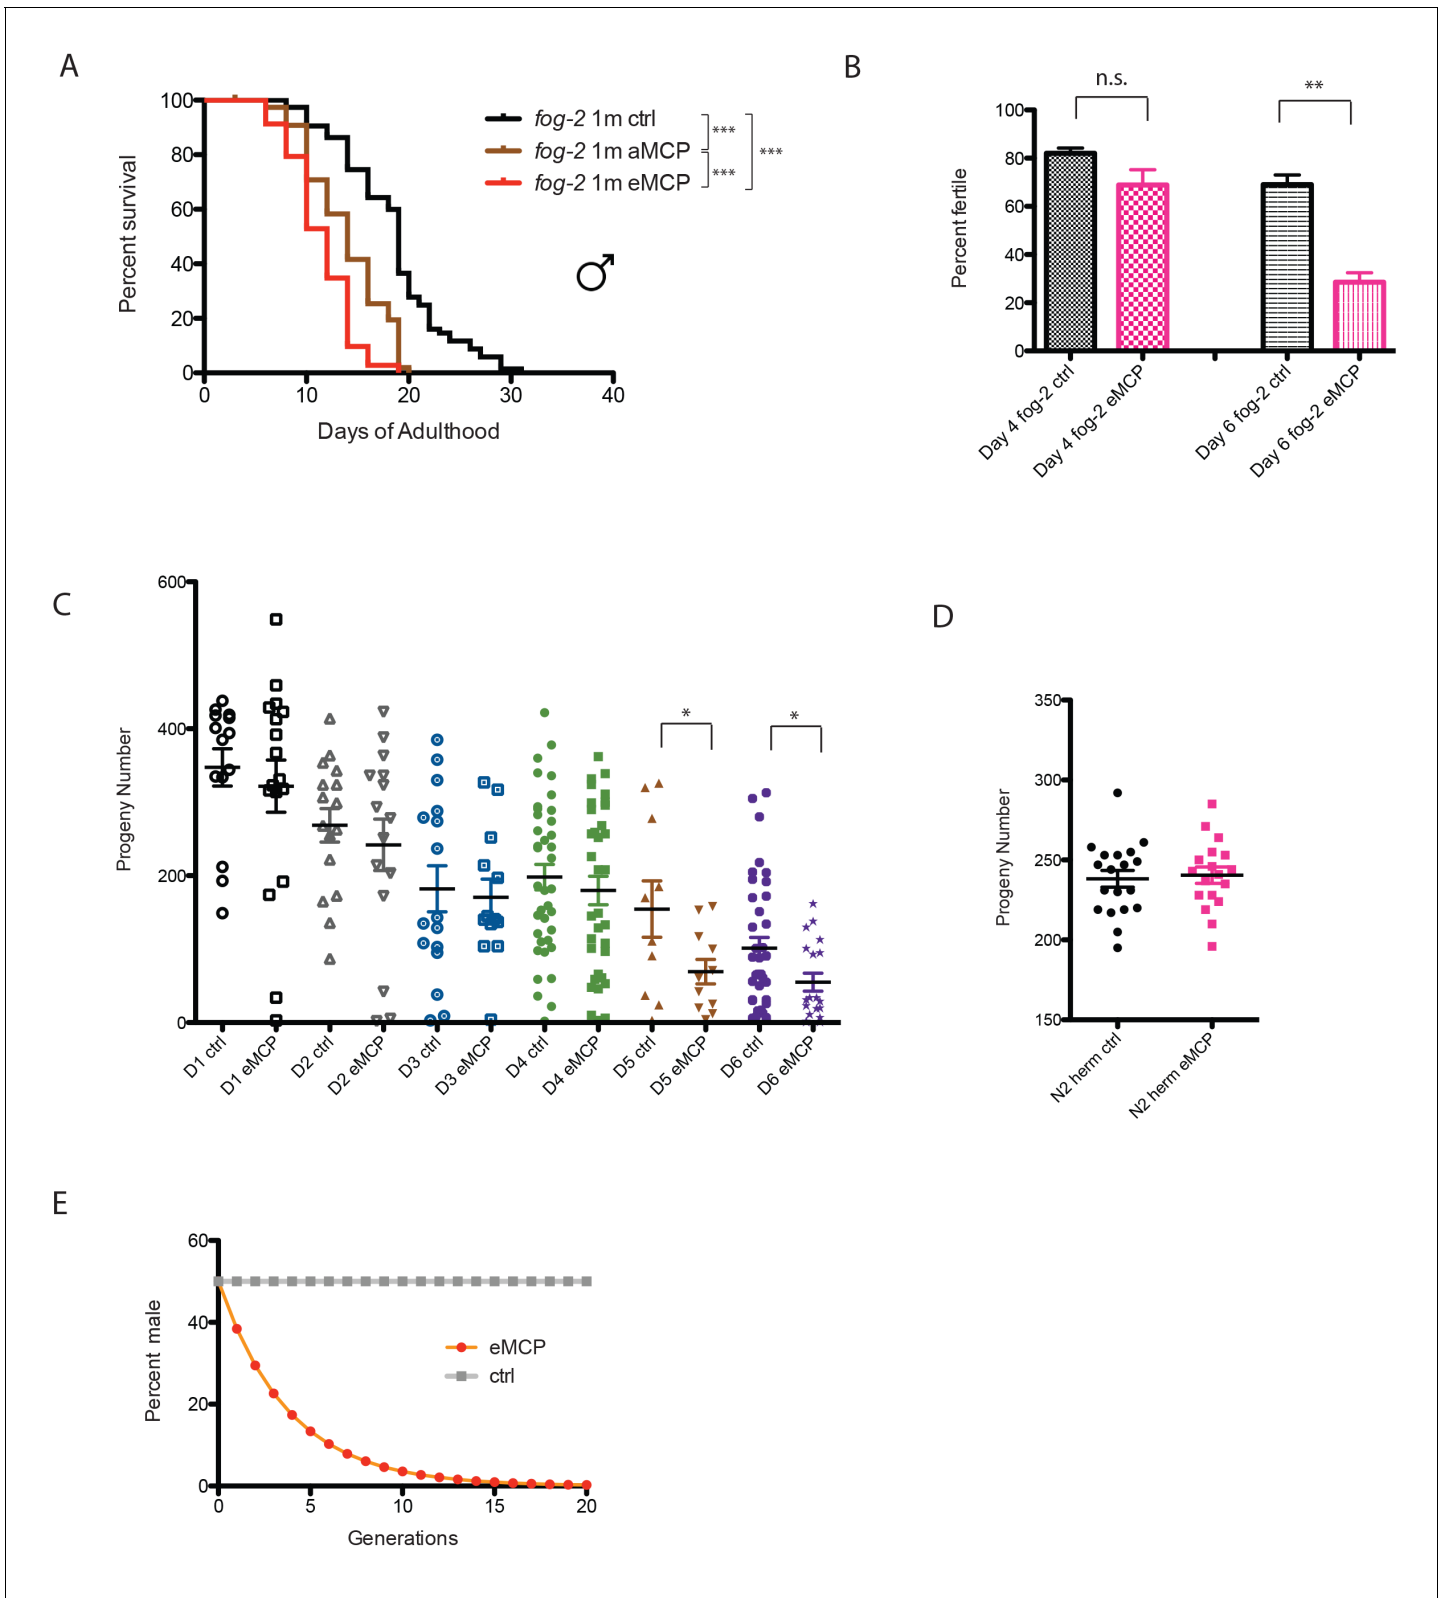 A
100
80
60
40
20
0
Percent survival
0 10 20 30 40
Days of Adulthood
fog-2 1m ctrl
fog-2 1m aMCP
fog-2 1m eMCP
***
***
***
B
n.s.
**
100
80
60
40
20
0
Percent fertile
Day 4 fog-2 ctrl
Day 4 fog-2 eMCP
Day 6 fog-2 ctrl
Day 6 fog-2 eMCP
C
600
400
200
0
Progeny Number
*
*
D1 ctrl
D1 eMCP
D2 ctrl
D2 eMCP
D3 ctrl
D3 eMCP
D4 ctrl
D4 eMCP
D5 ctrl
D5 eMCP
D6 ctrl
D6 eMCP
D
350
300
250
200
150
Progeny Number
N2 herm ctrl
N2 herm eMCP
E
60
40
20
0
Percent male
eMCP
ctrl
0 5 10 15 20
Generations